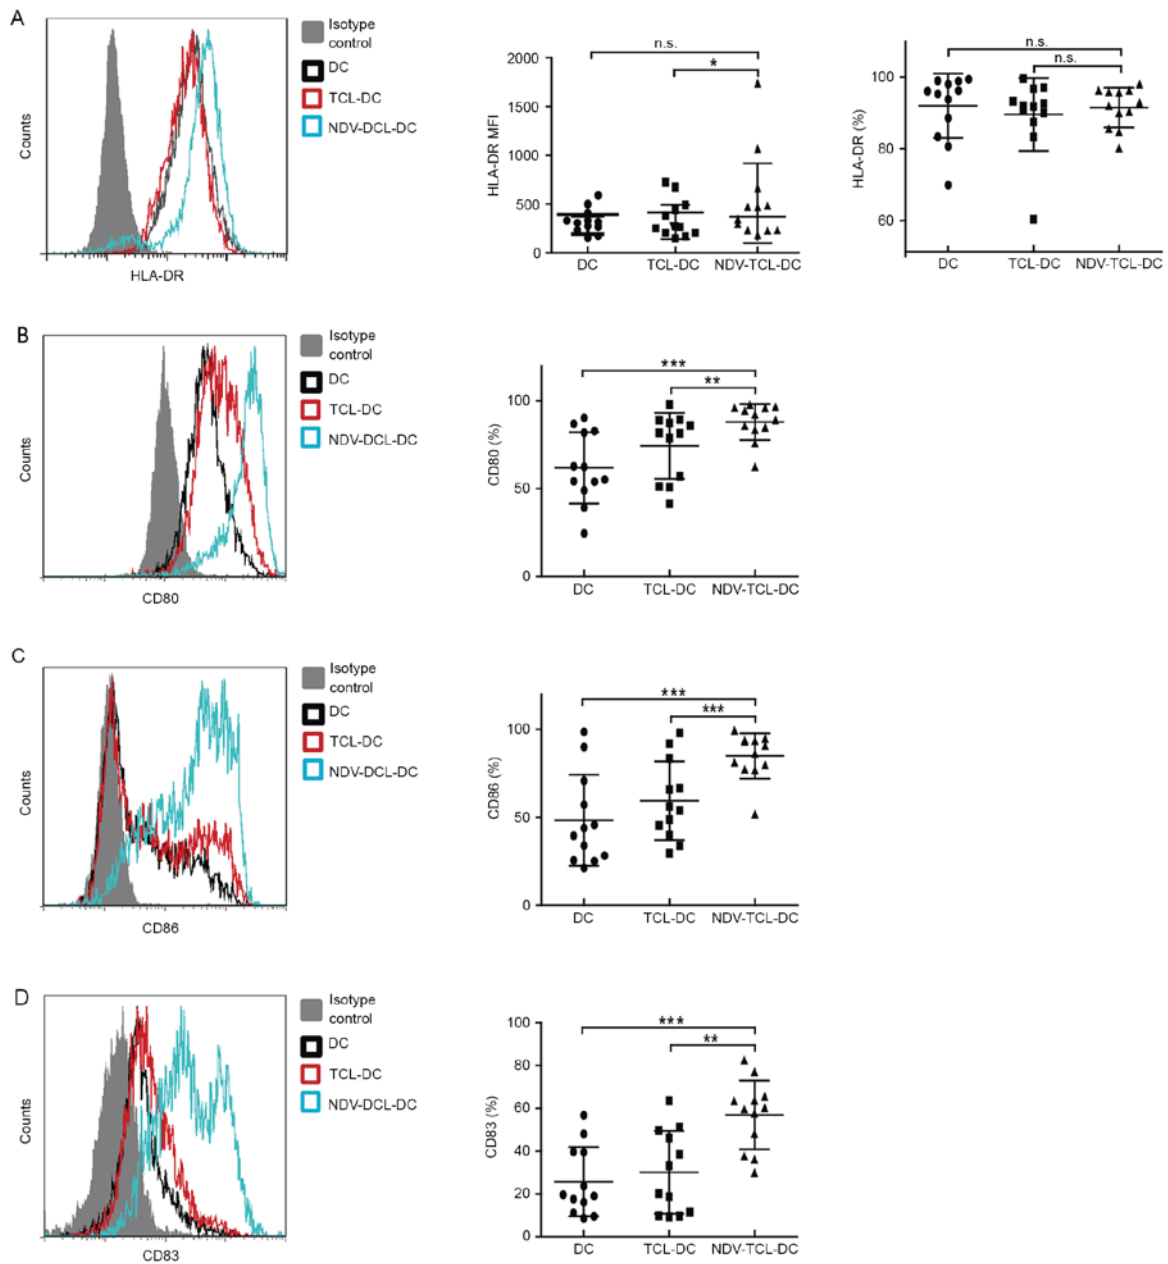 A
Isotype
control
DC
TCL-DC
NDV-DCL-DC
Counts
HLA-DR
n.s.
*
2000
1500
1000
500
0
HLA-DR MFI
DC TCL-DC NDV-TCL-DC
n.s.
n.s.
100
80
60
HLA-DR (%)
DC TCL-DC NDV-TCL-DC
B
Isotype
control
DC
TCL-DC
NDV-DCL-DC
Counts
CD80
***
**
100
50
0
CD80 (%)
DC TCL-DC NDV-TCL-DC
C
Isotype
control
DC
TCL-DC
NDV-DCL-DC
Counts
CD86
***
***
100
50
0
CD86 (%)
DC TCL-DC NDV-TCL-DC
D
Isotype
control
DC
TCL-DC
NDV-DCL-DC
Counts
CD83
***
**
100
80
60
40
20
0
CD83 (%)
DC TCL-DC NDV-TCL-DC